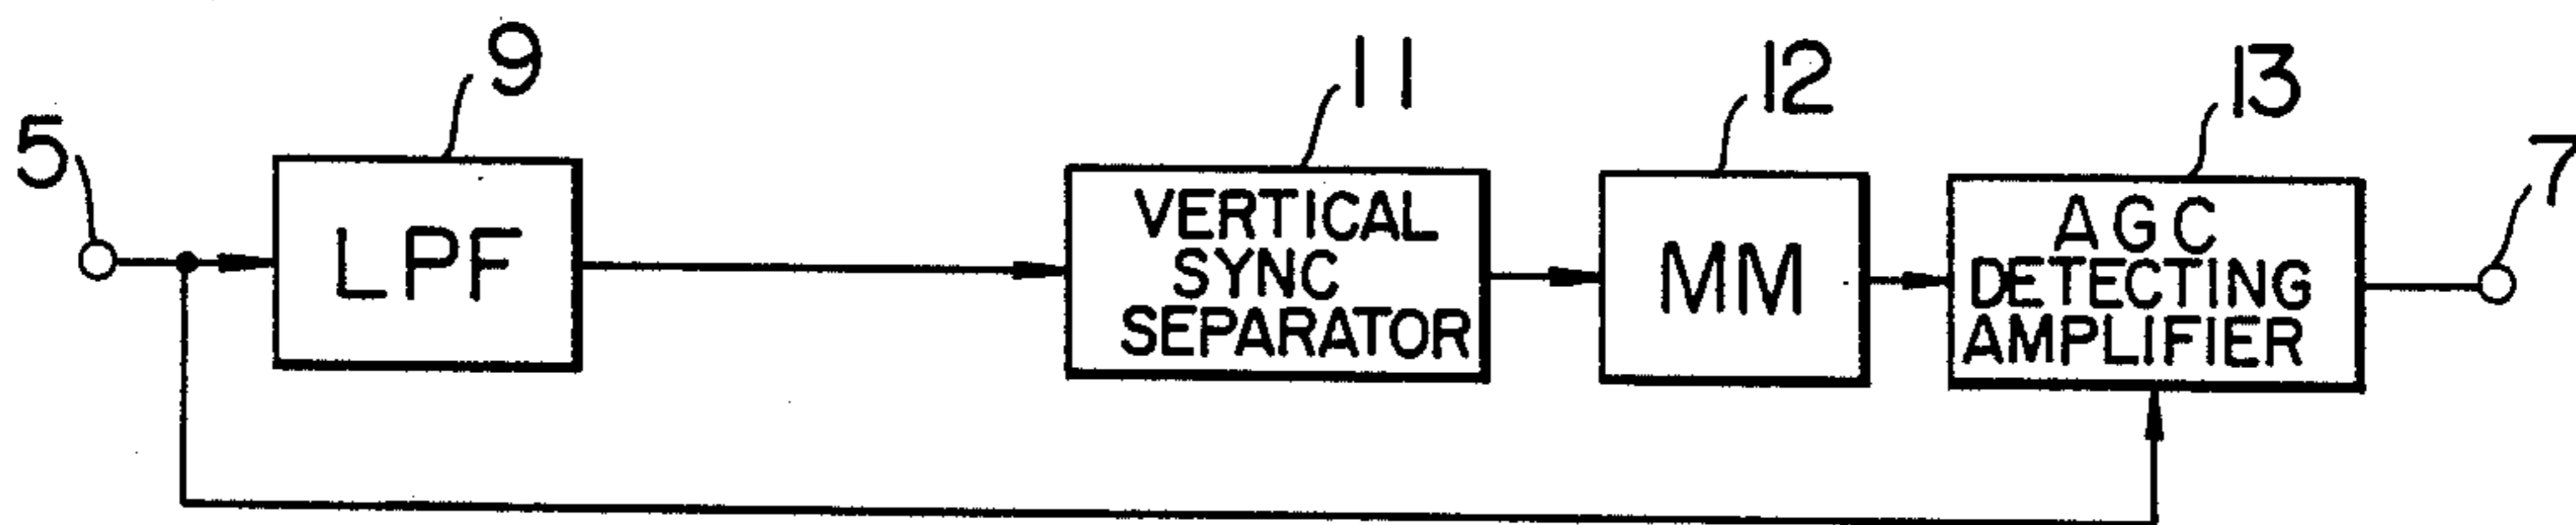 5
9
LPF
11
VERTICAL
SYNC
SEPARATOR
12
MM
13
AGC
DETECTING
AMPLIFIER
7